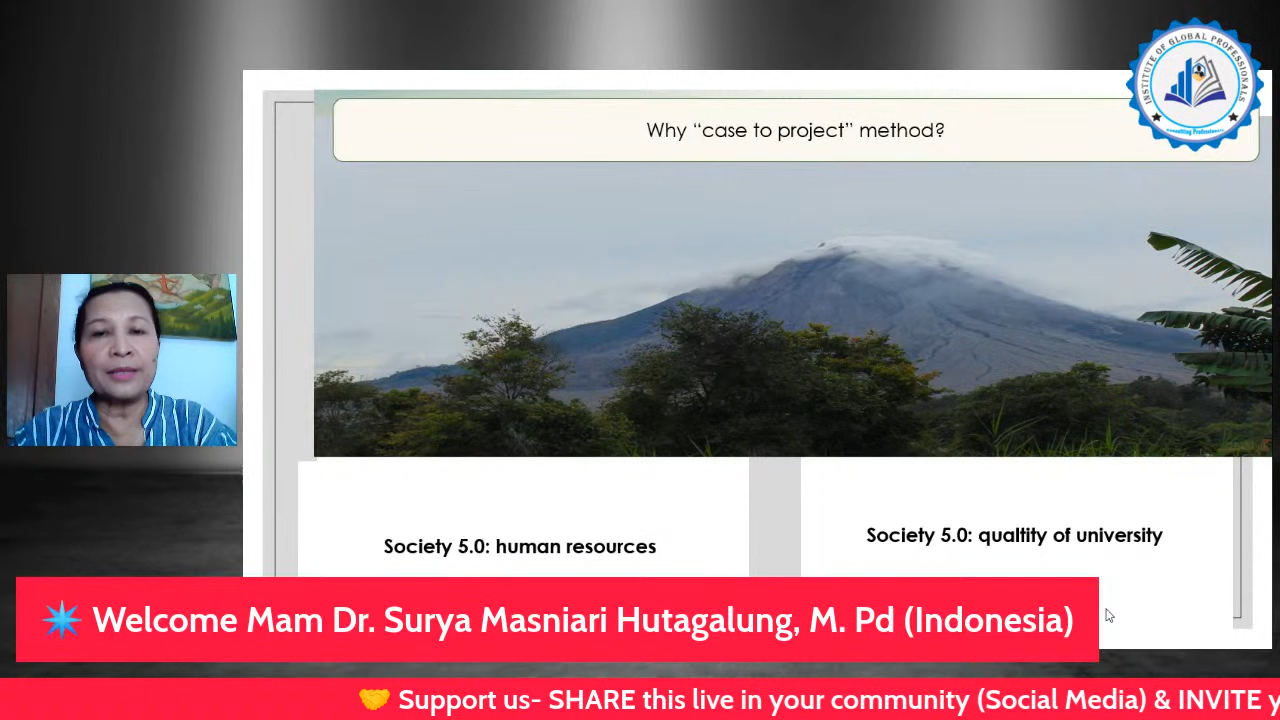 INSTITUTE OF GLOBAL PROFESSIONALS
Consulting Professionals
Why “case to project” method?
Society 5.0: human resources
Society 5.0: qualtity of university
Welcome Mam Dr. Surya Masniari Hutagalung, M. Pd (Indonesia)
Support us- SHARE this live in your community (Social Media) & INVITE y